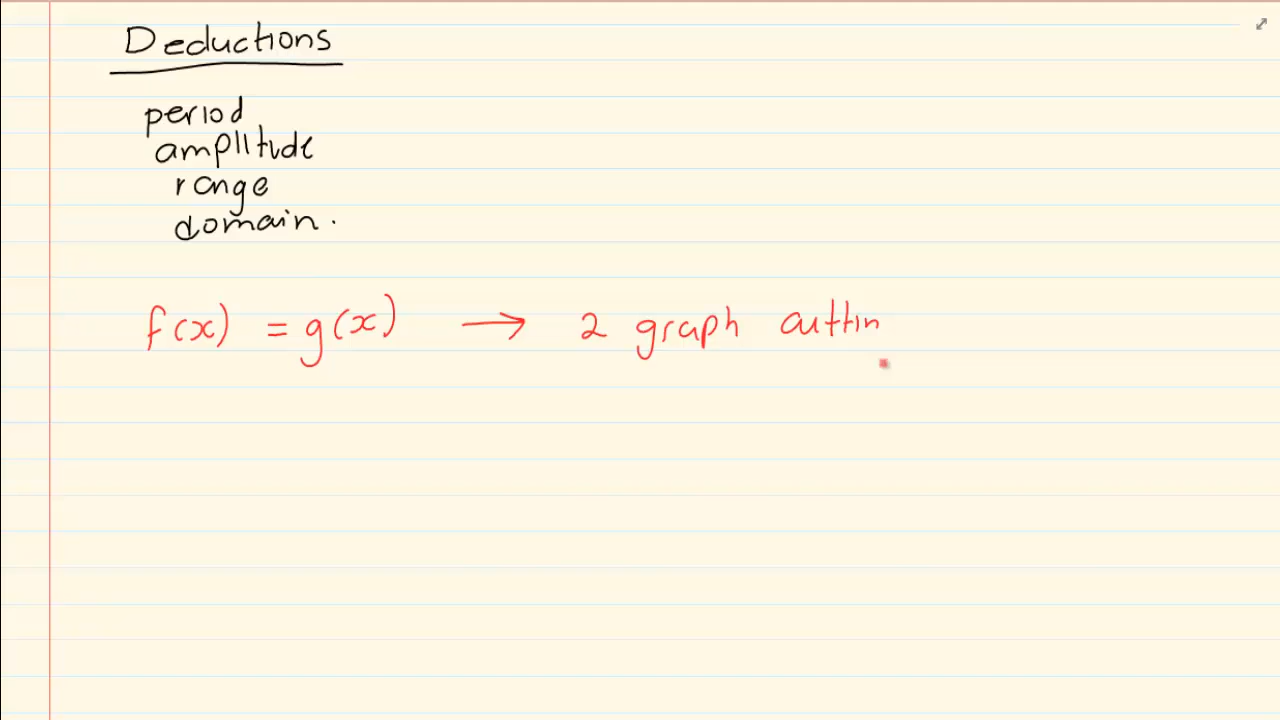 Deductions
period
amplitude
range
domain.
f(x) = g(x) → 2 graph cuttin